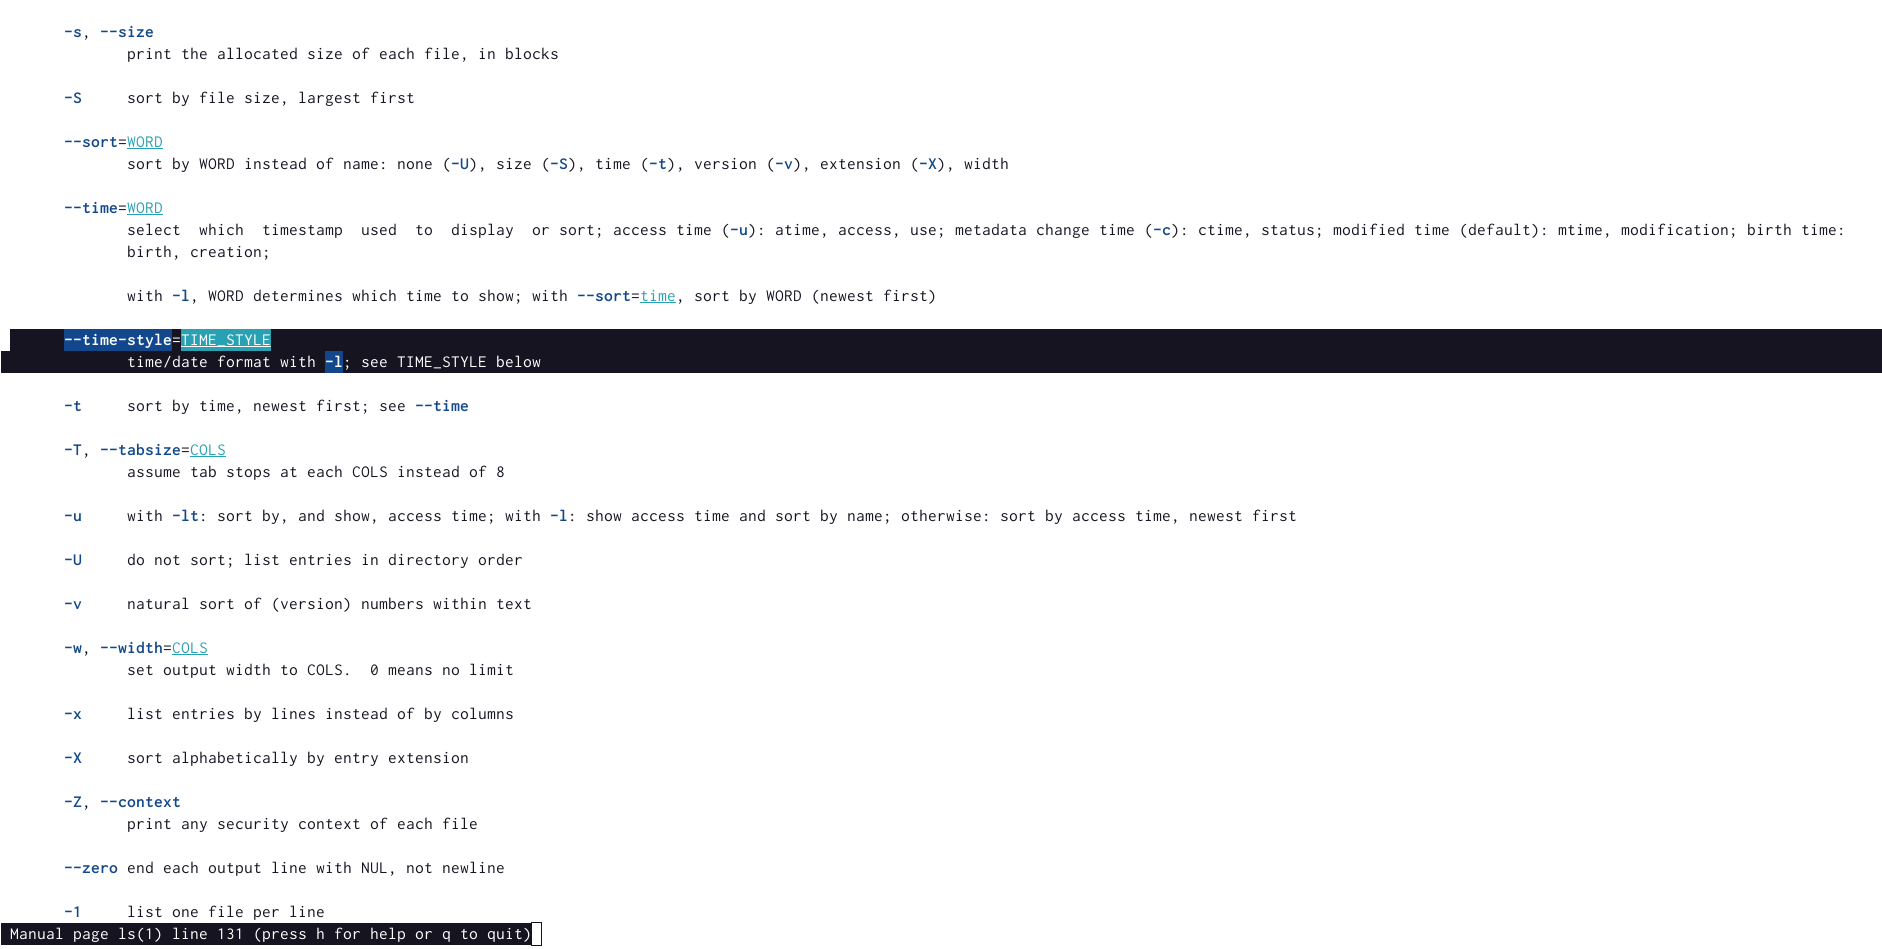 -s, --size
print the allocated size of each file, in blocks
-S     sort by file size, largest first
--sort=WORD
sort by WORD instead of name: none (-U), size (-S), time (-t), version (-v), extension (-X), width
--time=WORD
select  which  timestamp  used  to  display  or sort; access time (-u): atime, access, use; metadata change time (-c): ctime, status; modified time (default): mtime, modification; birth time:
birth, creation;
with -l, WORD determines which time to show; with --sort=time, sort by WORD (newest first)
--time-style=TIME_STYLE
time/date format with -l; see TIME_STYLE below
-t     sort by time, newest first; see --time
-T, --tabsize=COLS
assume tab stops at each COLS instead of 8
-u     with -lt: sort by, and show, access time; with -l: show access time and sort by name; otherwise: sort by access time, newest first
-U     do not sort; list entries in directory order
-v     natural sort of (version) numbers within text
-w, --width=COLS
set output width to COLS.  0 means no limit
-x     list entries by lines instead of by columns
-X     sort alphabetically by entry extension
-Z, --context
print any security context of each file
--zero end each output line with NUL, not newline
-1     list one file per line
Manual page ls(1) line 131 (press h for help or q to quit)